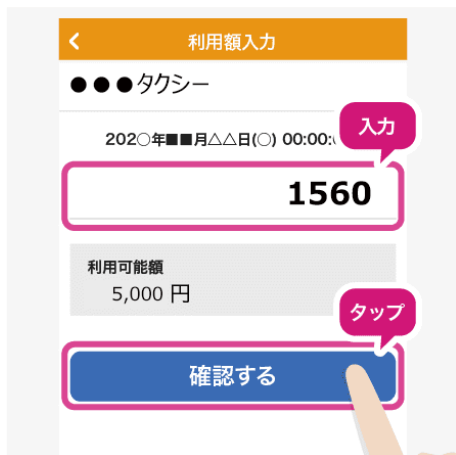 利用額入力
●●●タクシー
入力
202○年■■月△△日(○) 00:00:
1560
利用可能額
5,000 円
タップ
確認する